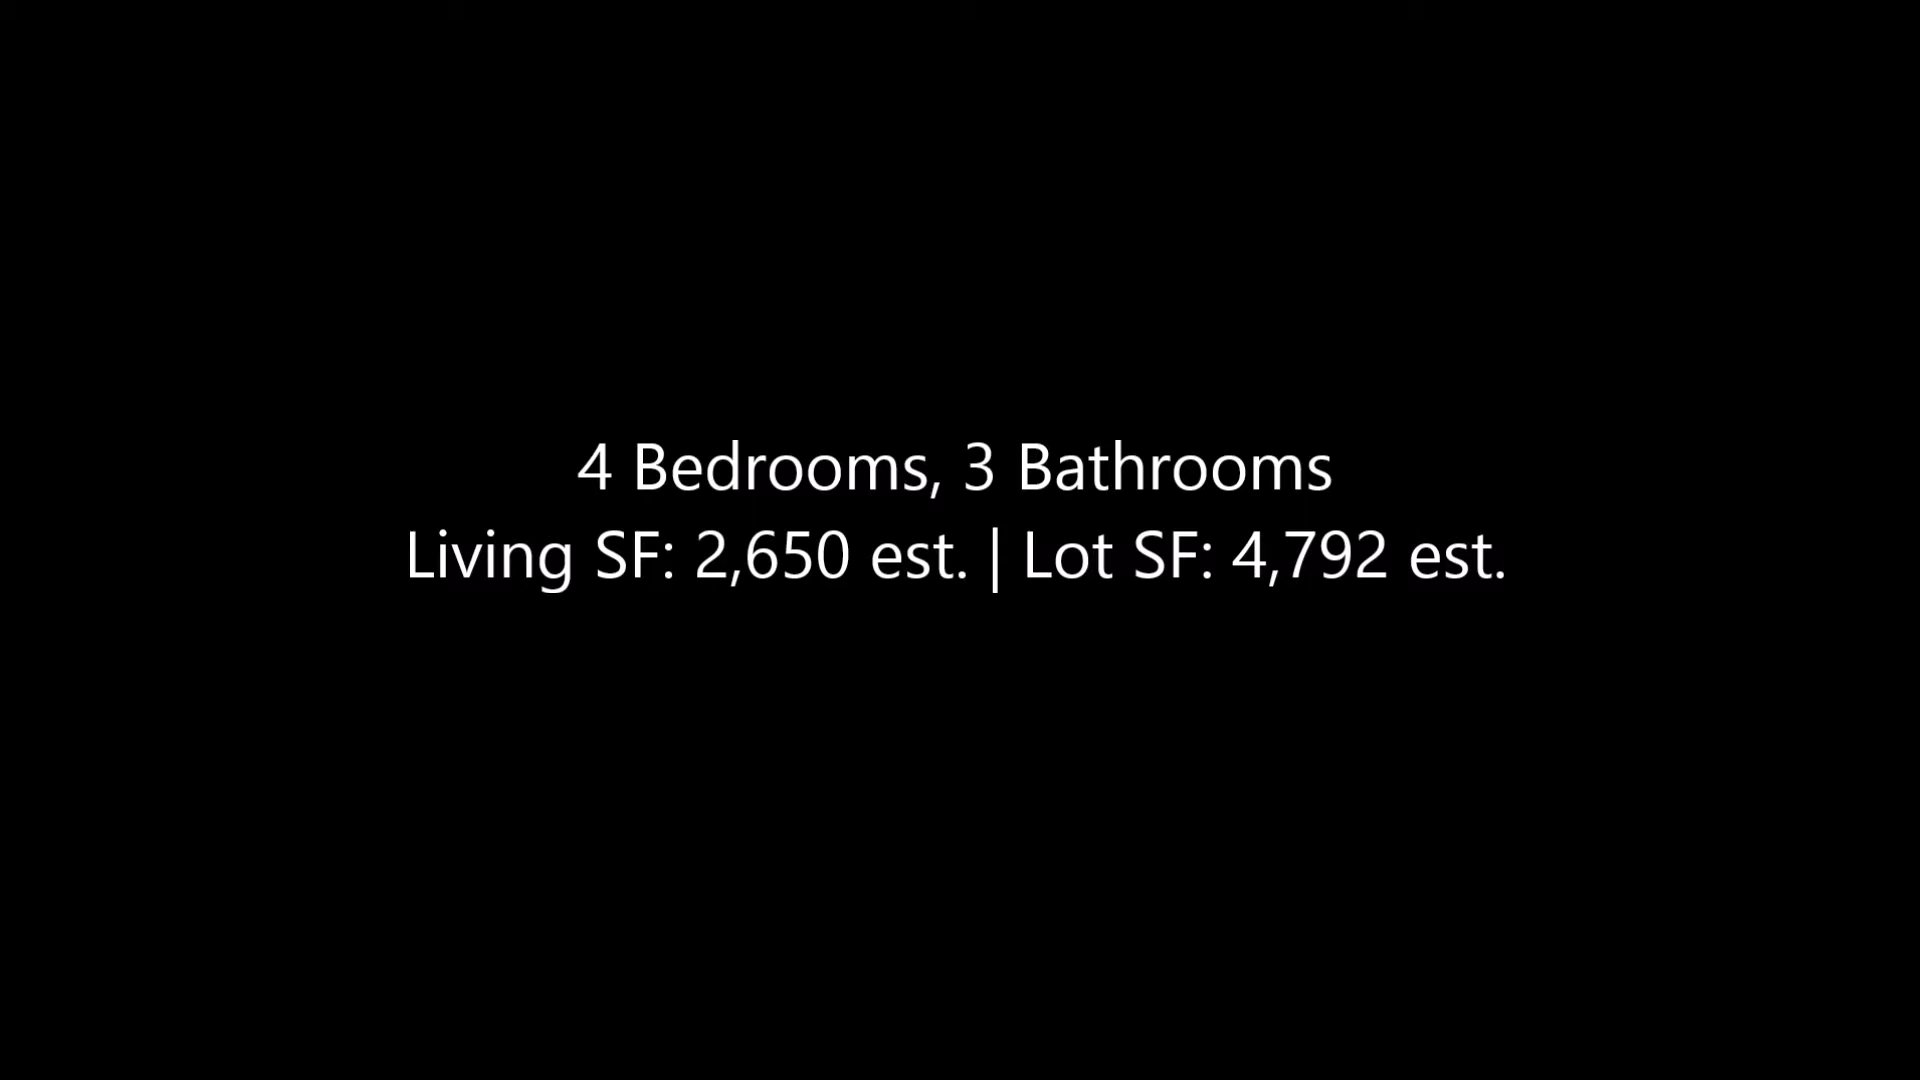 4 Bedrooms, 3 Bathrooms
Living SF: 2,650 est. | Lot SF: 4,792 est.